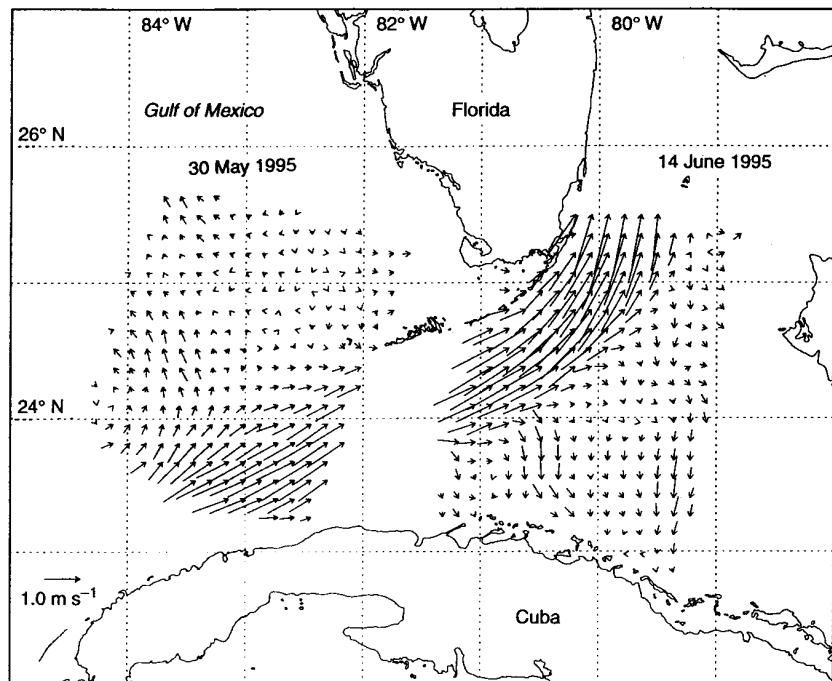 84° W
82° W
80° W
Gulf of Mexico
Florida
26° N
30 May 1995
14 June 1995
24° N
1.0 m s⁻¹
Cuba